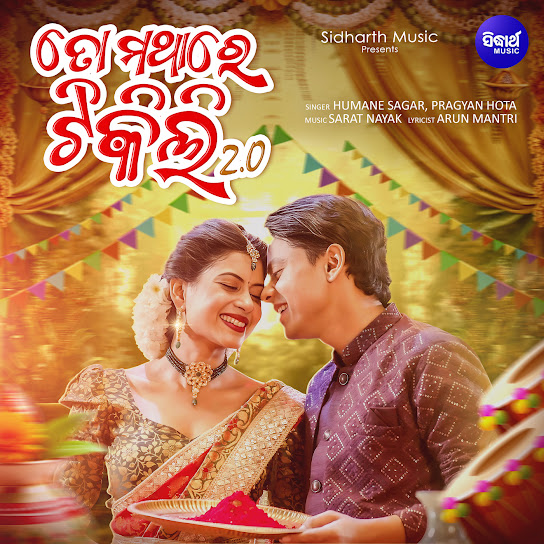 Sidharth Music
Presents
ସିଦ୍ଧାର୍ଥ
MUSIC
ତୋ ମଥାରେ
ଟିକିଲି 2.0
SINGER HUMANE SAGAR, PRAGYAN HOTA
MUSIC SARAT NAYAK LYRICIST ARUN MANTRI